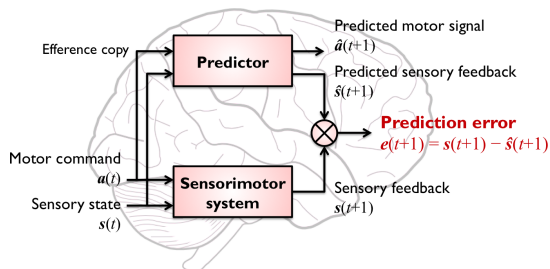 Efference copy
Predictor
Predicted motor signal
â(t+1)
Predicted sensory feedback
ŝ(t+1)
Prediction error
e(t+1) = s(t+1) − ŝ(t+1)
Motor command
a(t)
Sensory state
s(t)
Sensorimotor
system
Sensory feedback
s(t+1)